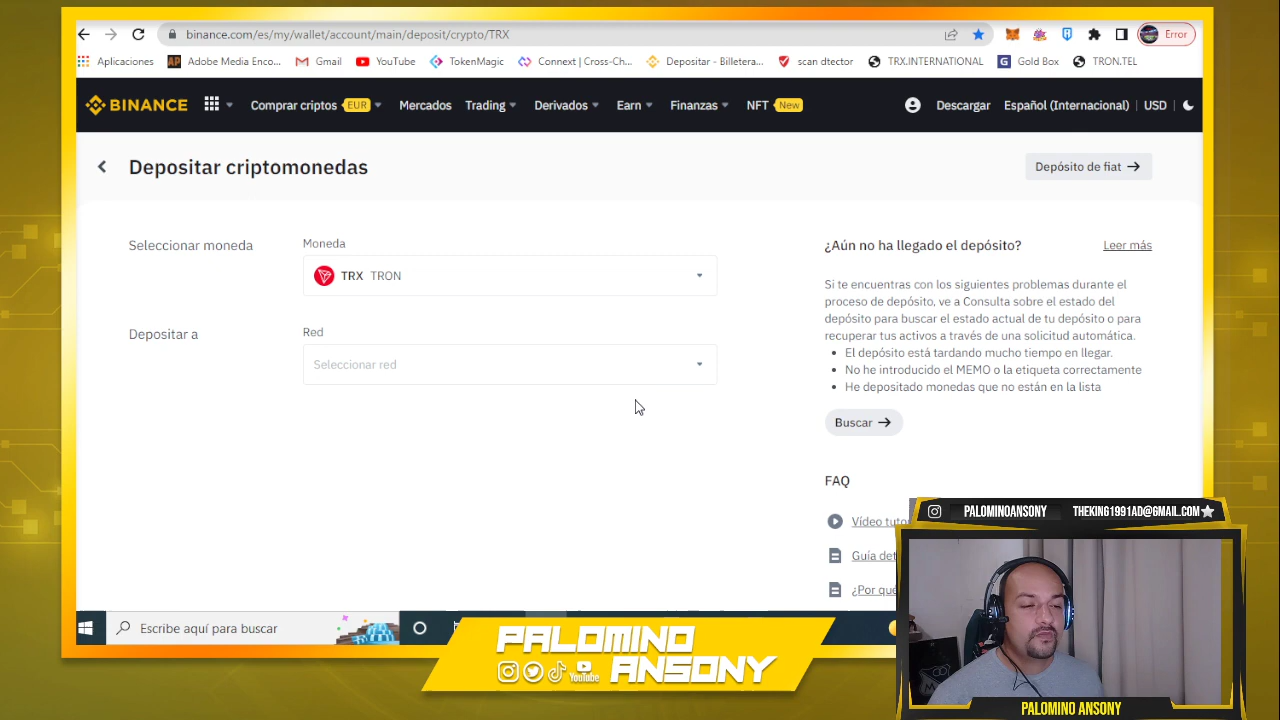 binance.com/es/my/wallet/account/main/deposit/crypto/TRX
Error
Aplicaciones
Adobe Media Enco...
Gmail
YouTube
TokenMagic
Connext | Cross-Ch...
Depositar - Billetera...
scan dtector
TRX.INTERNATIONAL
Gold Box
TRON.TEL
BINANCE
Comprar criptos EUR
Mercados
Trading
Derivados
Earn
Finanzas
NFT New
Descargar
Español (Internacional)
USD
Depositar criptomonedas
Depósito de fiat
Seleccionar moneda
Moneda
TRX TRON
Depositar a
Red
Seleccionar red
¿Aún no ha llegado el depósito?
Leer más
Si te encuentras con los siguientes problemas durante el
proceso de depósito, ve a Consulta sobre el estado del
depósito para buscar el estado actual de tu depósito o para
recuperar tus activos a través de una solicitud automática.
El depósito está tardando mucho tiempo en llegar.
No he introducido el MEMO o la etiqueta correctamente
He depositado monedas que no están en la lista
Buscar
FAQ
Vídeo tuto
Guía det
¿Por qué
PALOMINOANSONY
THEKING1991AD@GMAIL.COM
Escribe aquí para buscar
PALOMINO
ANSONY
YouTube
PALOMINO ANSONY